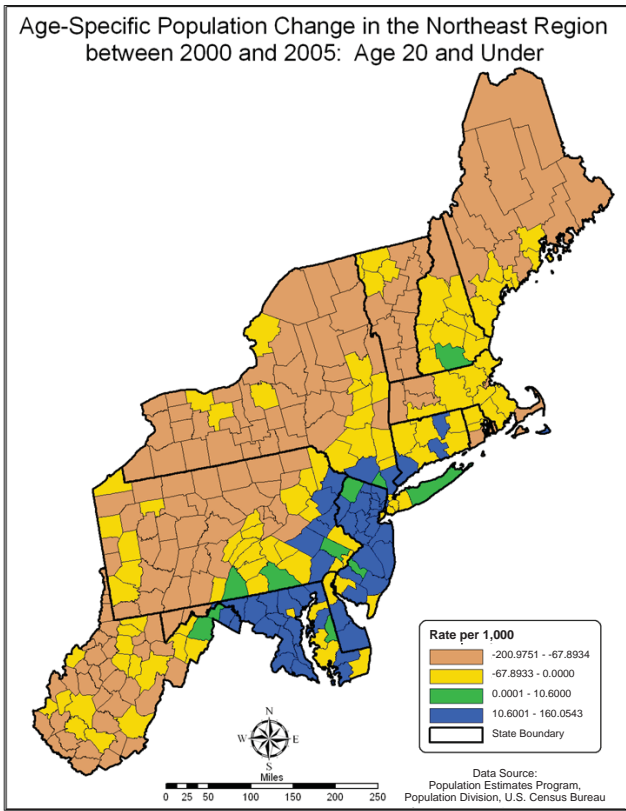 Age-Specific Population Change in the Northeast Region
between 2000 and 2005:  Age 20 and Under
Rate per 1,000
-200.9751 - -67.8934
-67.8933 - 0.0000
0.0001 - 10.6000
10.6001 - 160.0543
State Boundary
N
W
E
S
Miles
0 25 50 100 150 200 250
Data Source:
Population Estimates Program,
Population Division, U.S. Census Bureau